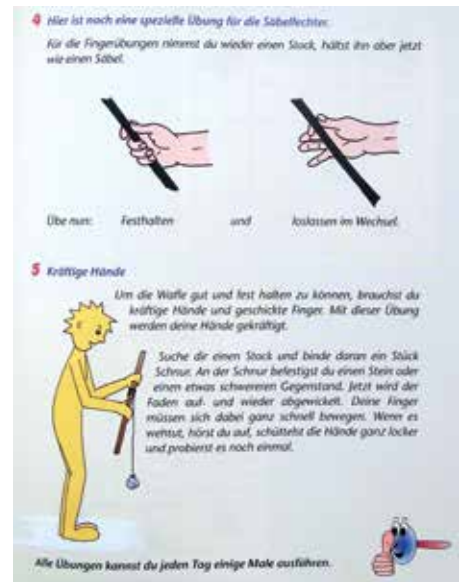 4 Hier ist noch eine spezielle Übung für die Säbelfechter.
Für die Fingerübungen nimmst du wieder einen Stock, hältst ihn aber jetzt
wie einen Säbel.
Übe nun: Festhalten und loslassen im Wechsel.
5 Kräftige Hände
Um die Waffe gut und fest halten zu können, brauchst du
kräftige Hände und geschickte Finger. Mit dieser Übung
werden deine Hände gekräftigt.
Suche dir einen Stock und binde daran ein Stück
Schnur. An der Schnur befestigst du einen Stein oder
einen etwas schwereren Gegenstand. Jetzt wird der
Faden auf- und wieder abgewickelt. Deine Finger
müssen sich dabei ganz schnell bewegen. Wenn es
wehtut, hörst du auf, schüttelst die Hände ganz locker
und probierst es noch einmal.
Alle Übungen kannst du jeden Tag einige Male ausführen.